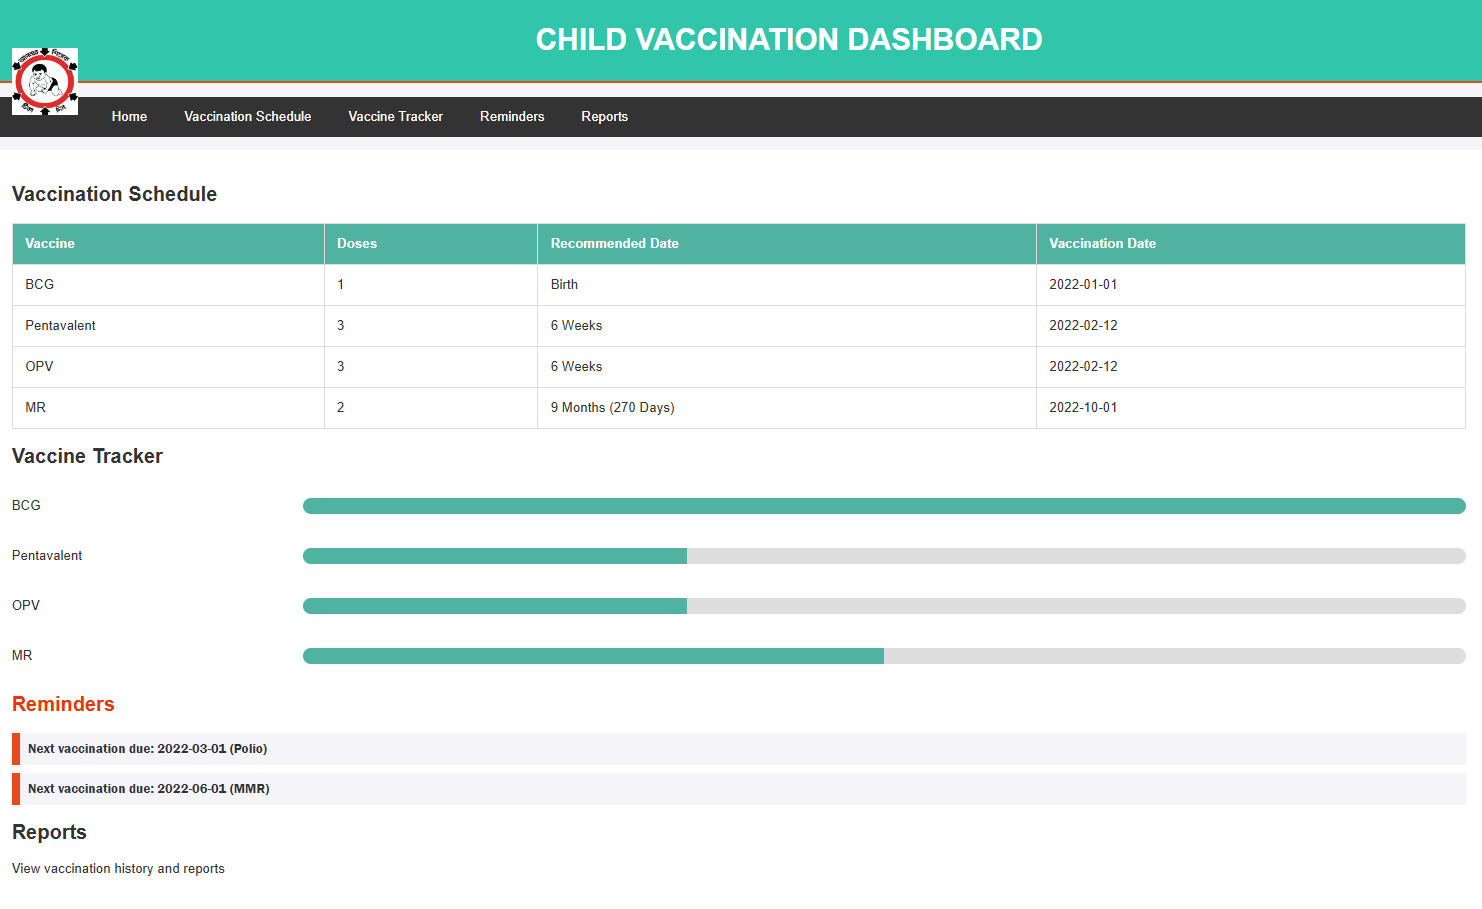 CHILD VACCINATION DASHBOARD
Home Vaccination Schedule Vaccine Tracker Reminders Reports
Vaccination Schedule
Vaccine Doses Recommended Date Vaccination Date
BCG 1 Birth 2022-01-01
Pentavalent 3 6 Weeks 2022-02-12
OPV 3 6 Weeks 2022-02-12
MR 2 9 Months (270 Days) 2022-10-01
Vaccine Tracker
BCG
Pentavalent
OPV
MR
Reminders
Next vaccination due: 2022-03-01 (Polio)
Next vaccination due: 2022-06-01 (MMR)
Reports
View vaccination history and reports